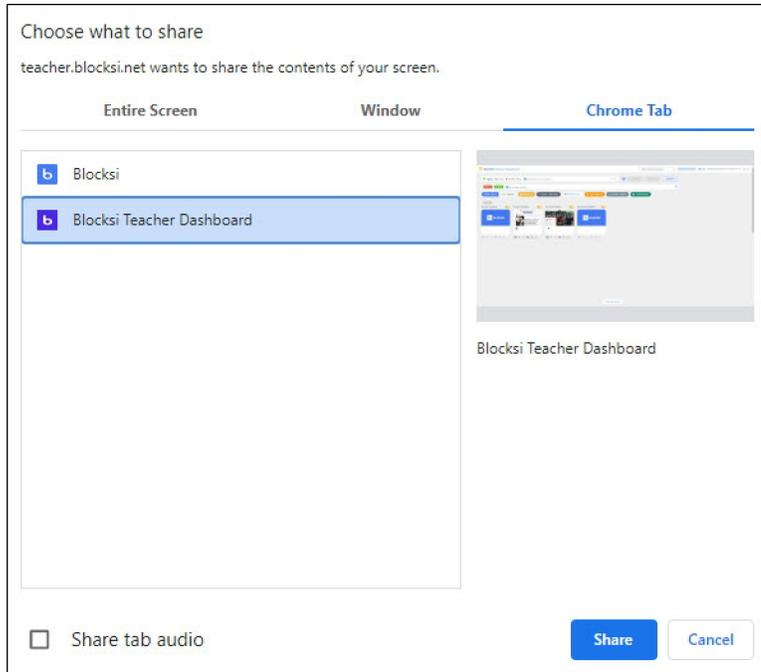 Choose what to share
teacher.blocksi.net wants to share the contents of your screen.
Entire Screen Window Chrome Tab
Blocksi
Blocksi Teacher Dashboard
Blocksi Teacher Dashboard
Share tab audio
Share Cancel